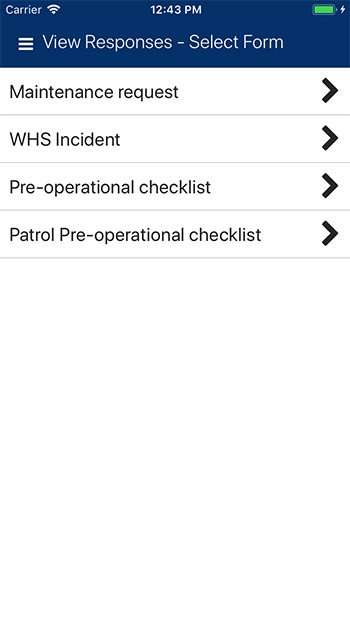 Carrier 12:43 PM
View Responses - Select Form
Maintenance request
WHS Incident
Pre-operational checklist
Patrol Pre-operational checklist